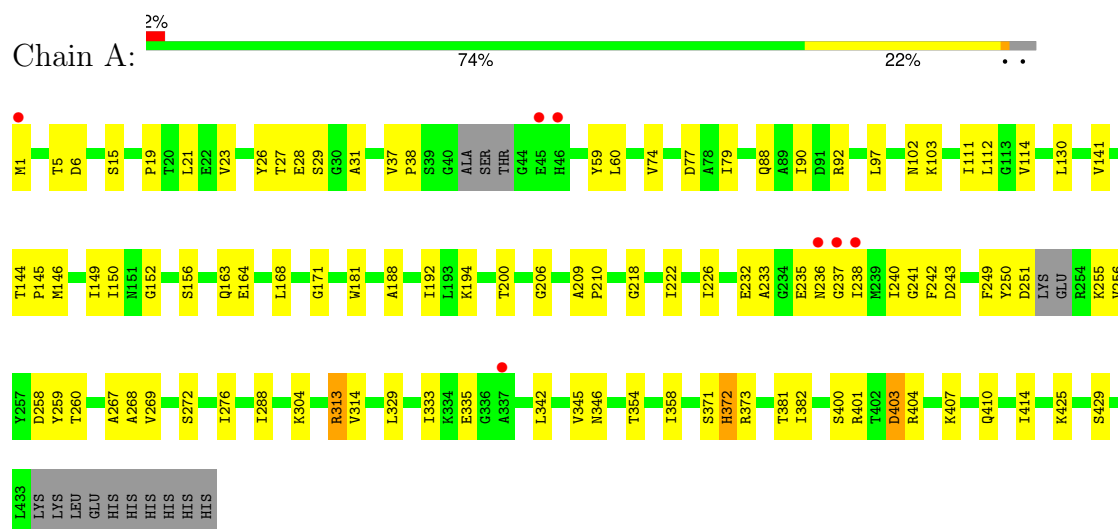 2%
Chain A:
74% 22% • •
M1 T5 D6 S15 P19 T20 L21 E22 V23 Y26 T27 E28 S29 G30 A31 V37 P38 S39 G40 ALA SER THR G44 E45 H46 Y59 L60 V74 D77 A78 I79 Q88 A89 I90 D91 R92 L97 N102 K103 I111 L112 G113 V114 L130 V141
T144 P145 M146 I149 I150 N151 G152 S156 Q163 E164 L168 G171 W181 A188 I192 L193 K194 T200 G206 A209 P210 G218 I222 I226 E232 A233 G234 E235 N236 G237 I238 M239 I240 G241 F242 D243 F249 Y250 D251 LYS GLU R254 K255 V256
Y257 D258 Y259 T260 A267 A268 V269 S272 I276 I288 K304 R313 V314 L329 I333 K334 E335 G336 A337 L342 V345 N346 T354 I358 S371 H372 R373 T381 I382 S400 R401 T402 D403 R404 K407 Q410 I414 K425 S429
L433 LYS LYS LEU GLU HIS HIS HIS HIS HIS HIS